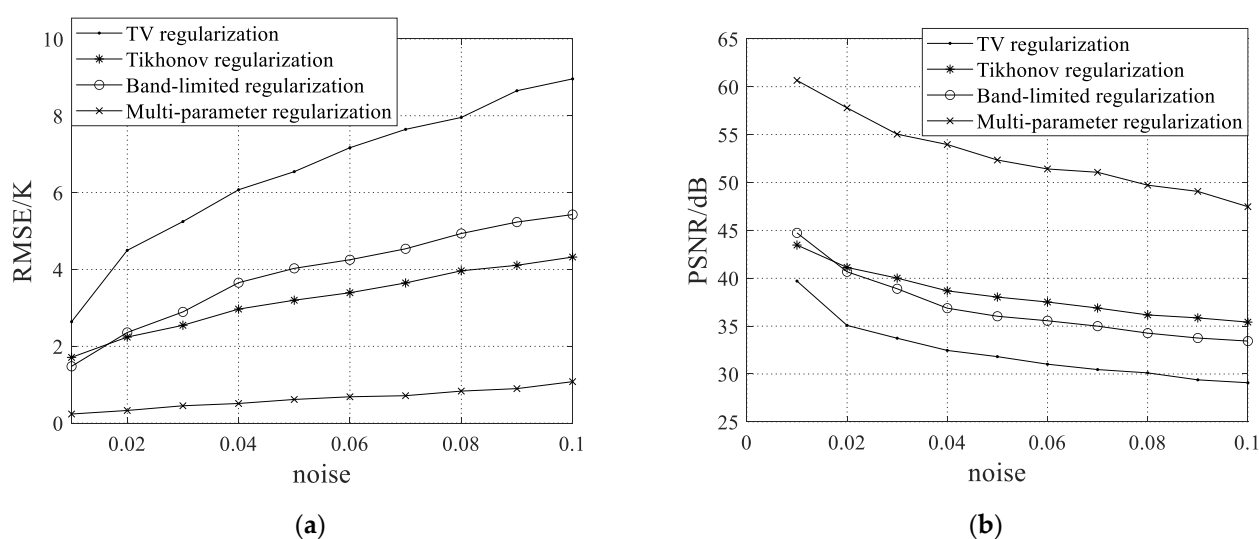 TV regularization
Tikhonov regularization
Band-limited regularization
Multi-parameter regularization
10
8
6
4
2
0
RMSE/K
0.02
0.04
0.06
0.08
0.1
noise
(a)
TV regularization
Tikhonov regularization
Band-limited regularization
Multi-parameter regularization
65
60
55
50
45
40
35
30
25
PSNR/dB
0
0.02
0.04
0.06
0.08
0.1
noise
(b)